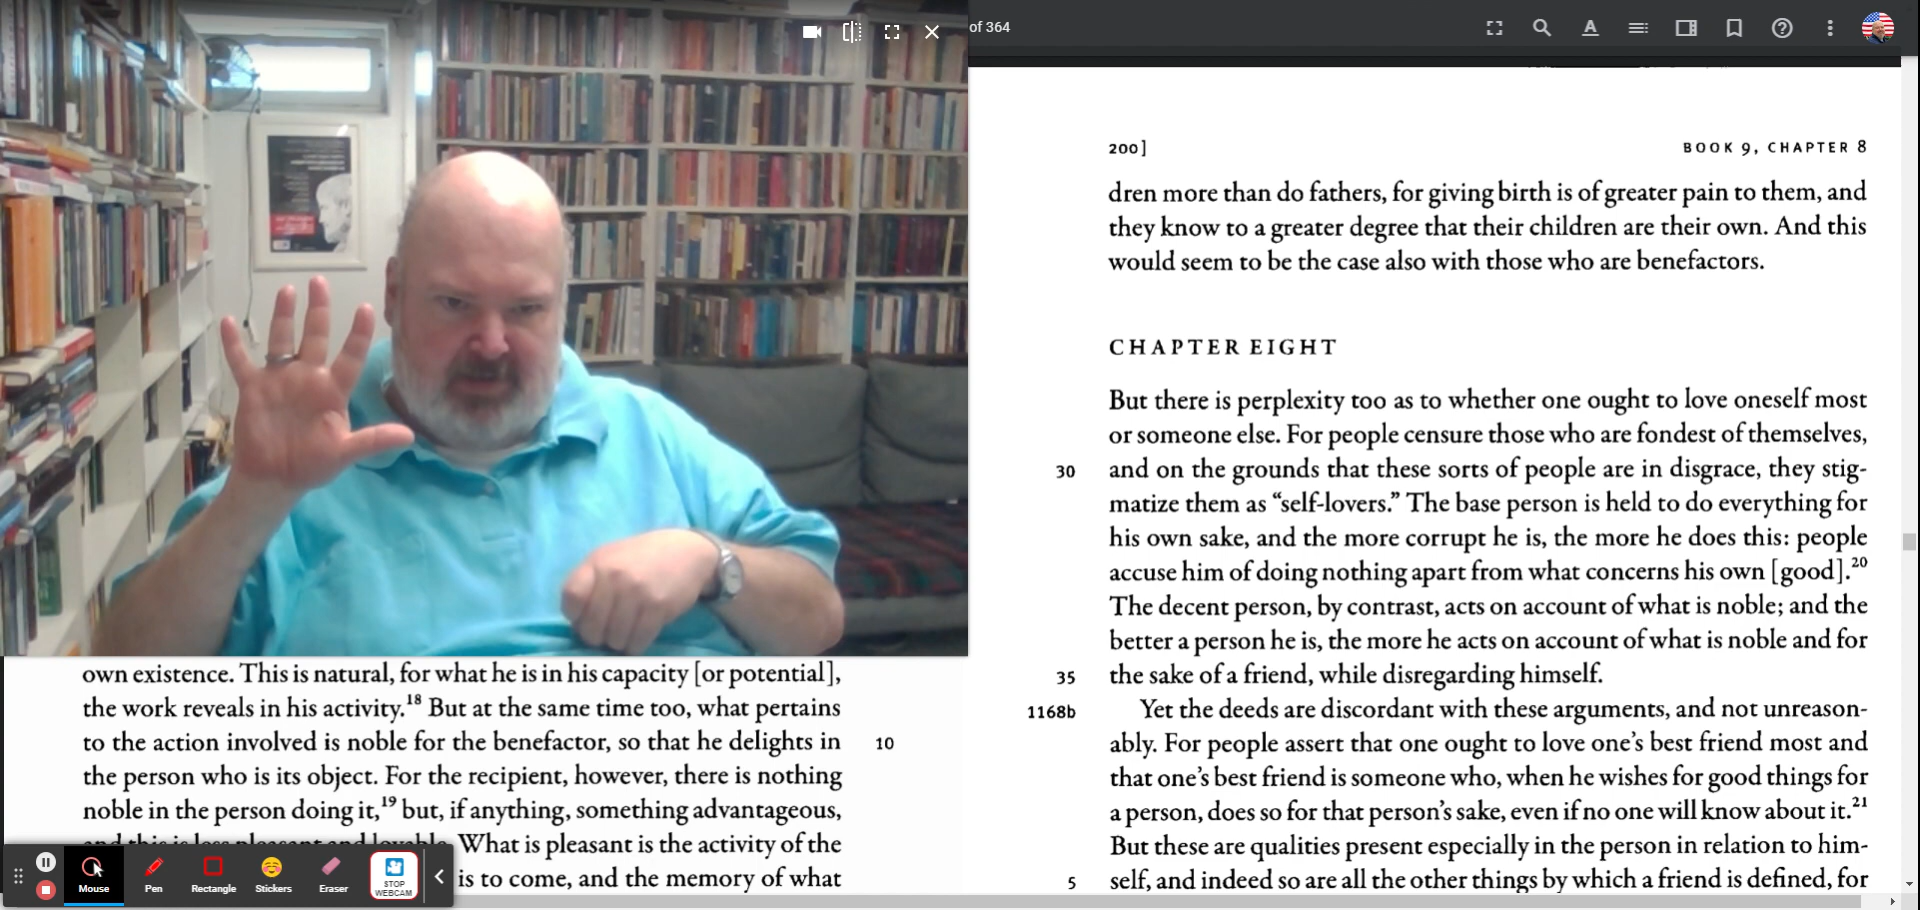 of 364
200]
BOOK 9, CHAPTER 8
dren more than do fathers, for giving birth is of greater pain to them, and
they know to a greater degree that their children are their own. And this
would seem to be the case also with those who are benefactors.
CHAPTER EIGHT
But there is perplexity too as to whether one ought to love oneself most
or someone else. For people censure those who are fondest of themselves,
30 and on the grounds that these sorts of people are in disgrace, they stig-
matize them as “self-lovers.” The base person is held to do everything for
his own sake, and the more corrupt he is, the more he does this: people
accuse him of doing nothing apart from what concerns his own [good].20
The decent person, by contrast, acts on account of what is noble; and the
better a person he is, the more he acts on account of what is noble and for
35 the sake of a friend, while disregarding himself.
1168b Yet the deeds are discordant with these arguments, and not unreason-
ably. For people assert that one ought to love one’s best friend most and
that one’s best friend is someone who, when he wishes for good things for
a person, does so for that person’s sake, even if no one will know about it.21
But these are qualities present especially in the person in relation to him-
5 self, and indeed so are all the other things by which a friend is defined, for
own existence. This is natural, for what he is in his capacity [or potential],
the work reveals in his activity.18 But at the same time too, what pertains
to the action involved is noble for the benefactor, so that he delights in 10
the person who is its object. For the recipient, however, there is nothing
noble in the person doing it,19 but, if anything, something advantageous,
and this is less pleasant and lovable. What is pleasant is the activity of the
is to come, and the memory of what
Mouse
Pen
Rectangle
Stickers
Eraser
STOP
WEBCAM